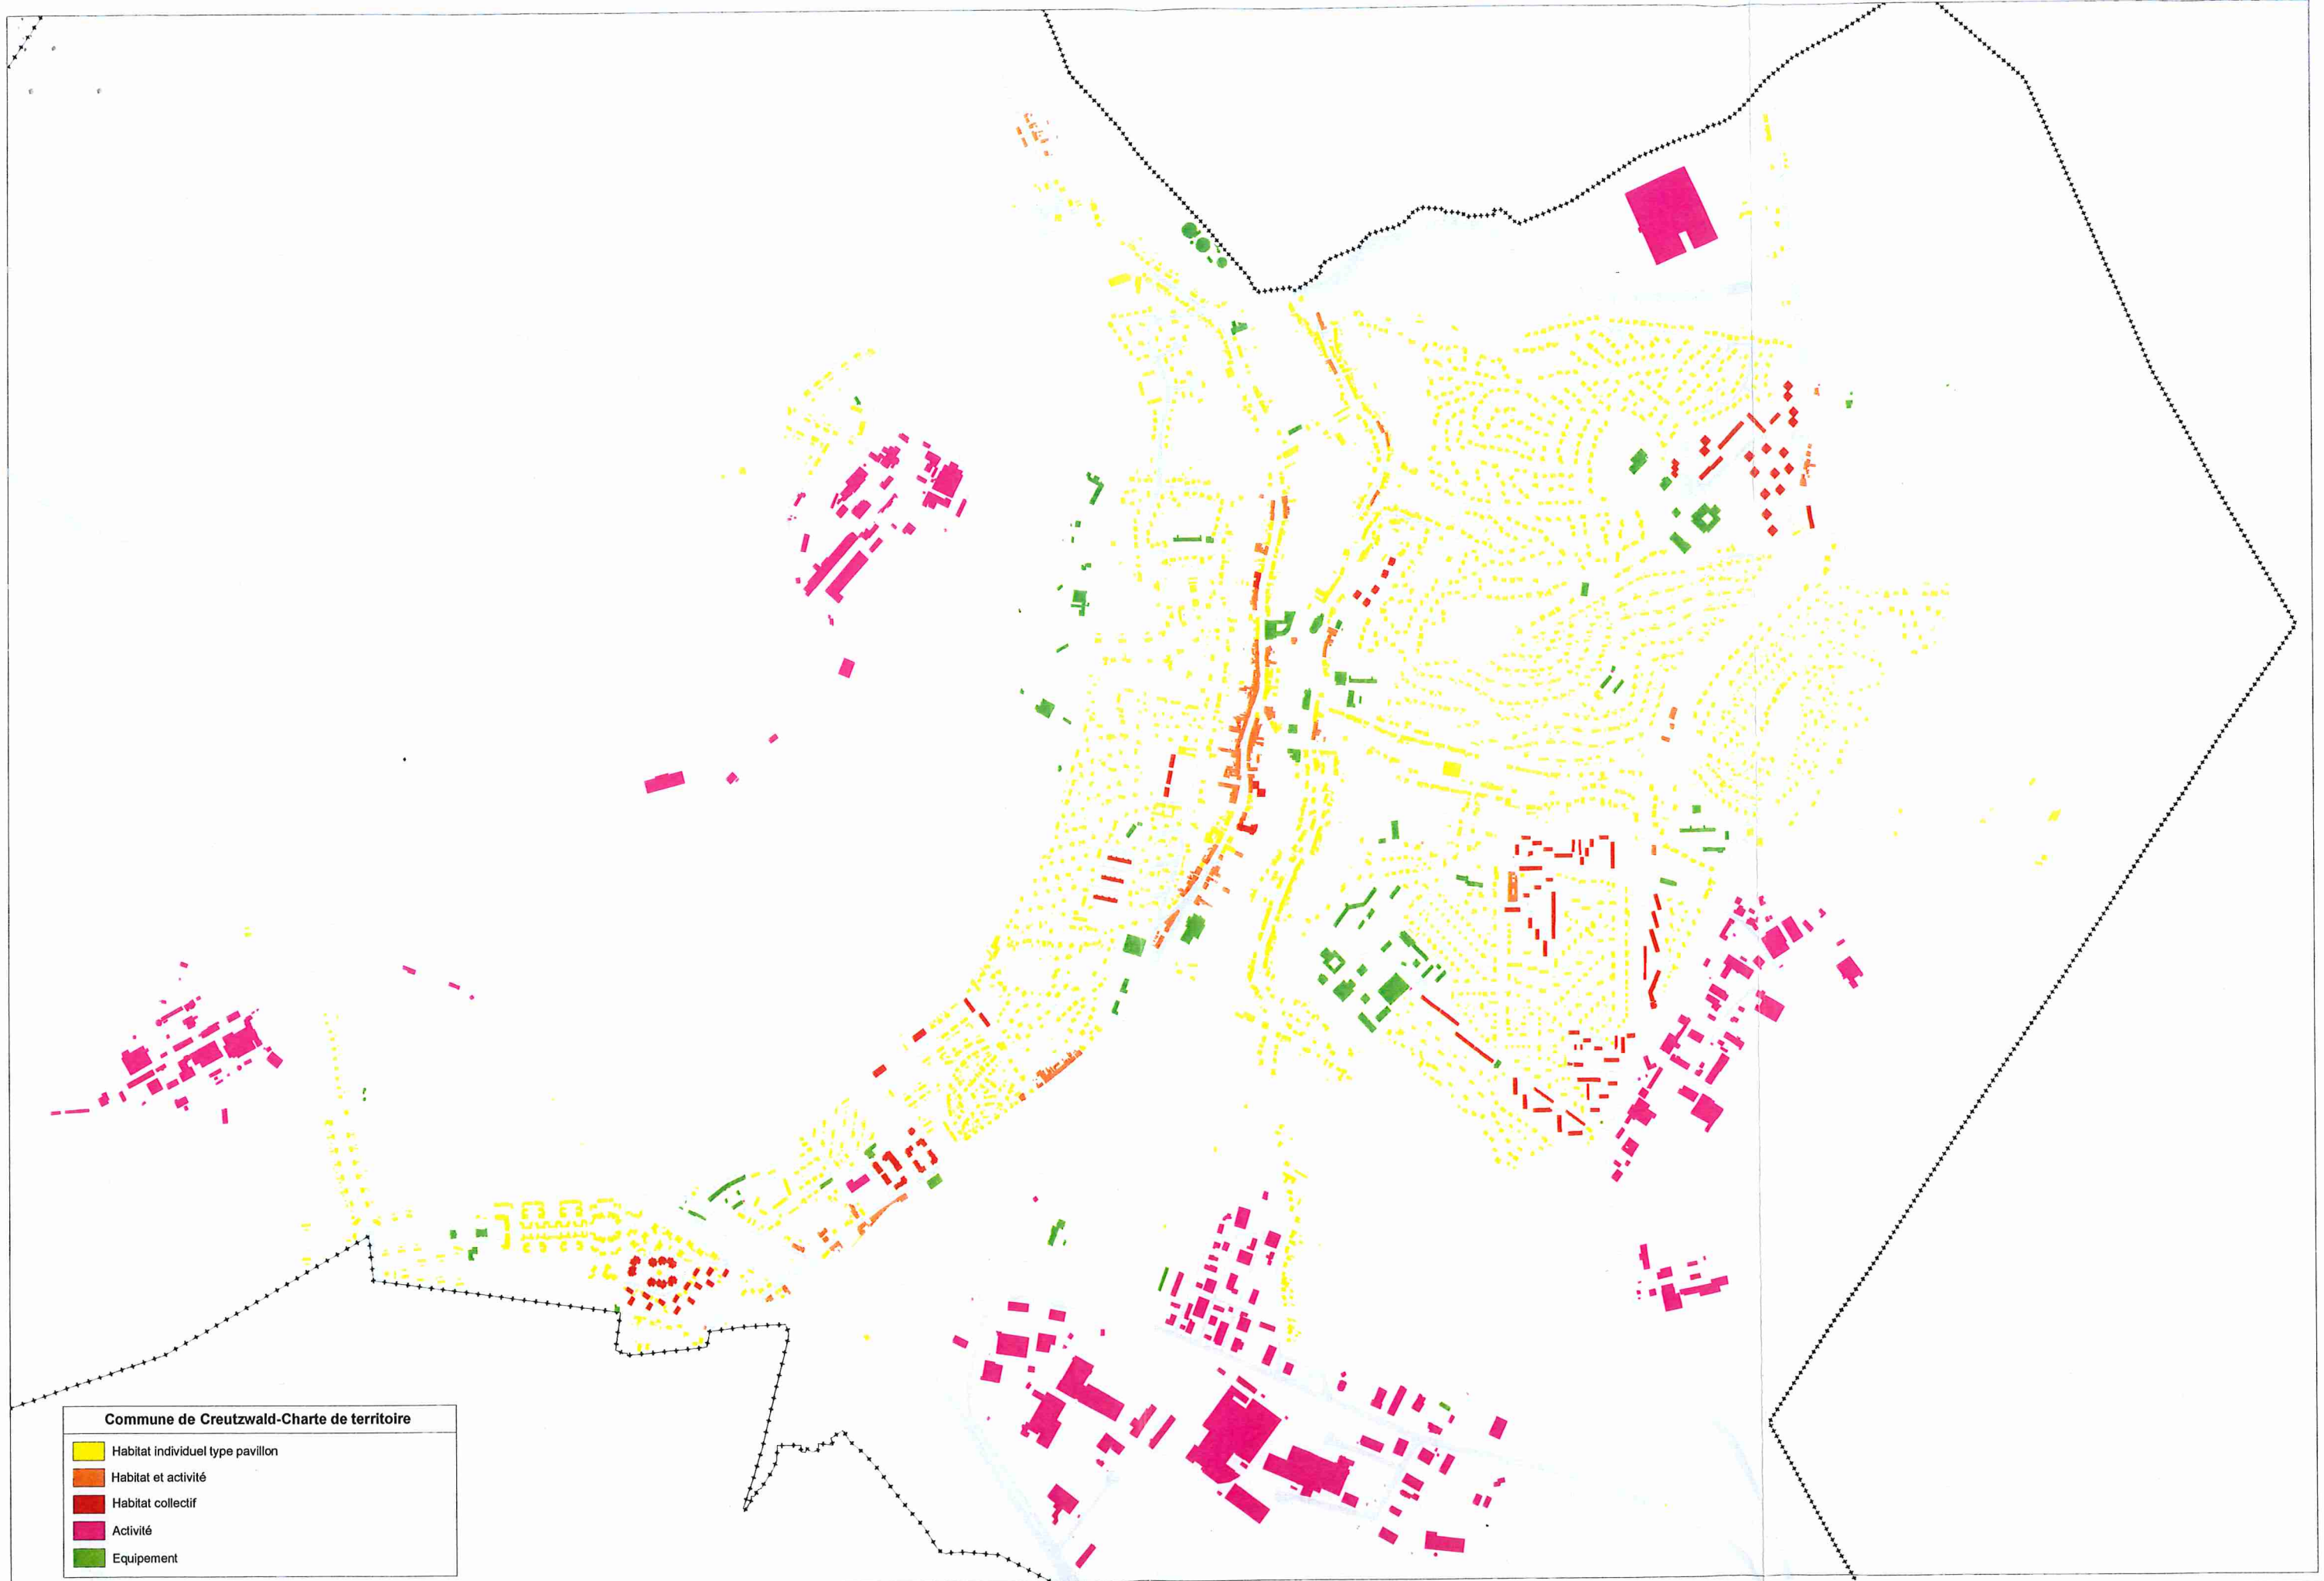 Commune de Creutzwald-Charte de territoire
Habitat individuel type pavillon
Habitat et activité
Habitat collectif
Activité
Equipement